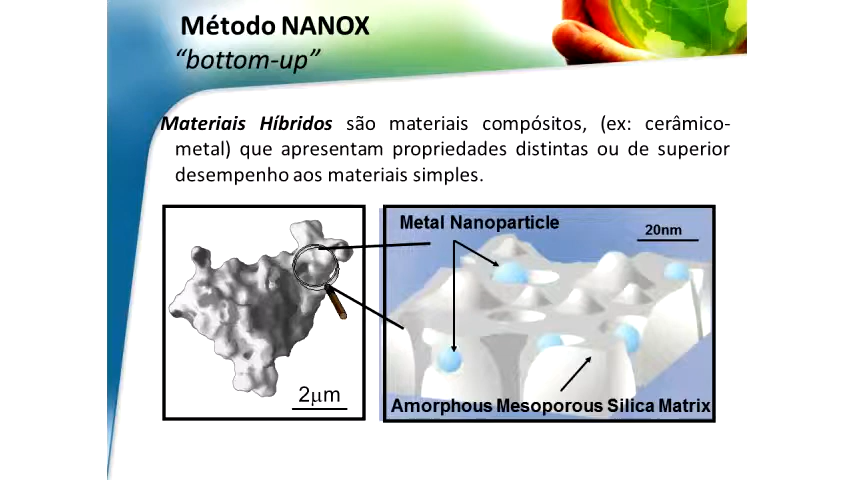 Método NANOX
“bottom-up”
Materiais Híbridos são materiais compósitos, (ex: cerâmico-
metal) que apresentam propriedades distintas ou de superior
desempenho aos materiais simples.
Metal Nanoparticle
20nm
2μm
Amorphous Mesoporous Silica Matrix